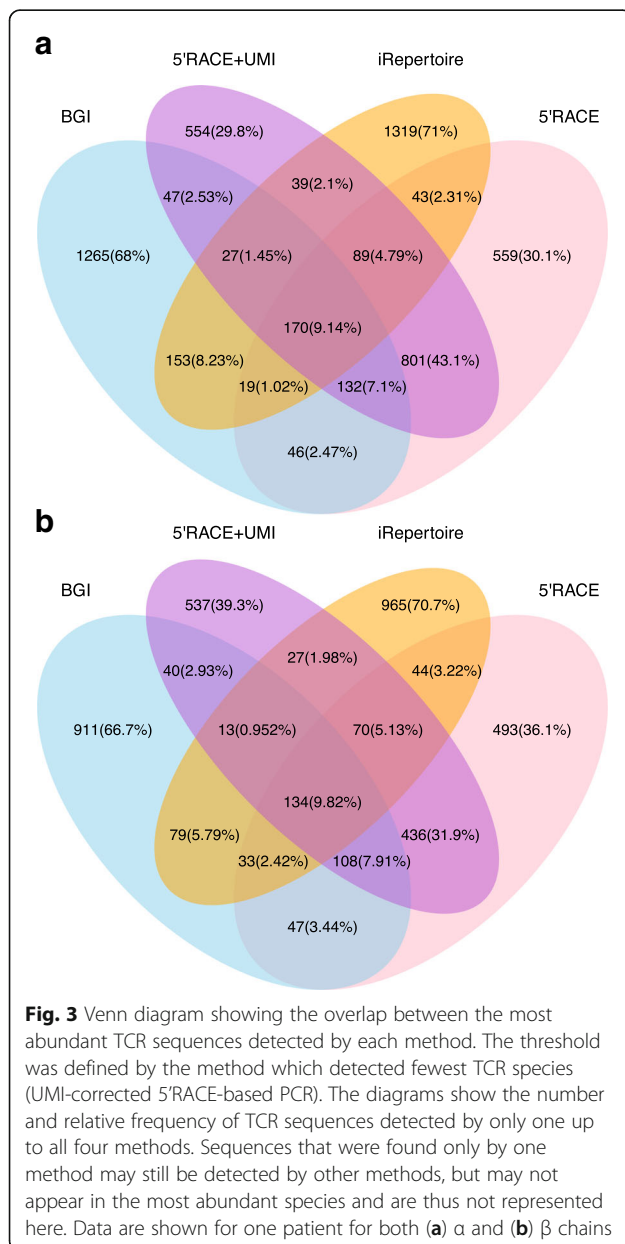 a
5'RACE+UMI iRepertoire
BGI 5'RACE
554(29.8%) 1319(71%)
39(2.1%)
47(2.53%) 43(2.31%)
1265(68%) 27(1.45%) 89(4.79%) 559(30.1%)
170(9.14%)
153(8.23%) 801(43.1%)
19(1.02%) 132(7.1%)
46(2.47%)
b
5'RACE+UMI iRepertoire
BGI 5'RACE
537(39.3%) 965(70.7%)
27(1.98%)
40(2.93%) 44(3.22%)
911(66.7%) 13(0.952%) 70(5.13%) 493(36.1%)
134(9.82%)
79(5.79%) 436(31.9%)
33(2.42%) 108(7.91%)
47(3.44%)
Fig. 3 Venn diagram showing the overlap between the most
abundant TCR sequences detected by each method. The threshold
was defined by the method which detected fewest TCR species
(UMI-corrected 5′RACE-based PCR). The diagrams show the number
and relative frequency of TCR sequences detected by only one up
to all four methods. Sequences that were found only by one
method may still be detected by other methods, but may not
appear in the most abundant species and are thus not represented
here. Data are shown for one patient for both (a) α and (b) β chains